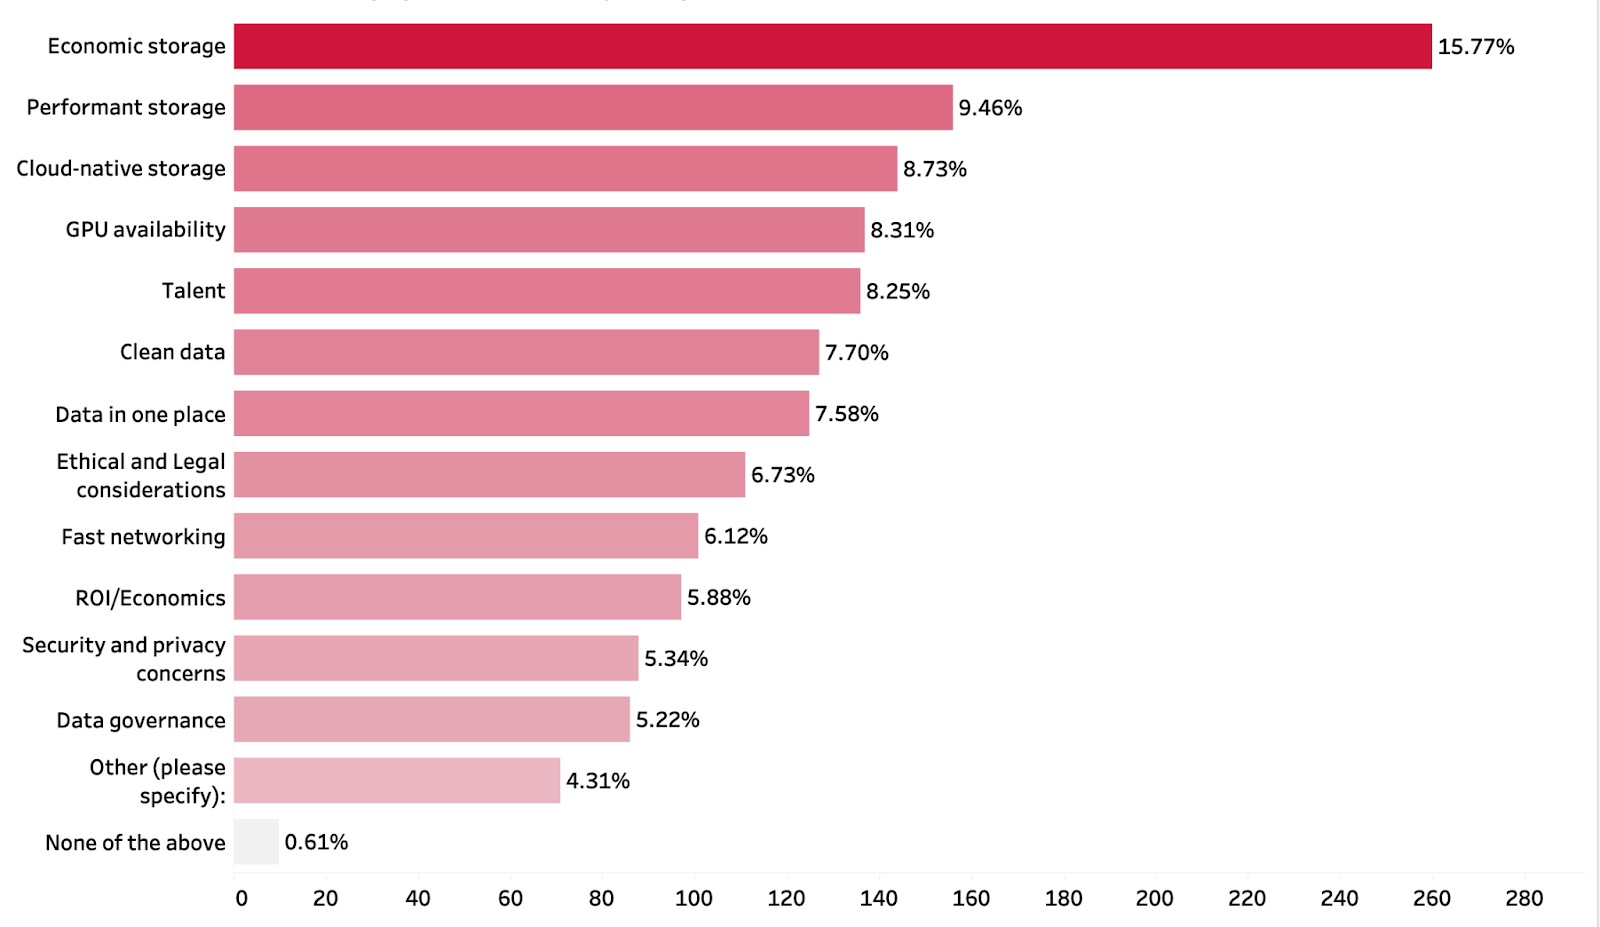 Economic storage 15.77%
Performant storage 9.46%
Cloud-native storage 8.73%
GPU availability 8.31%
Talent 8.25%
Clean data 7.70%
Data in one place 7.58%
Ethical and Legal
considerations 6.73%
Fast networking 6.12%
ROI/Economics 5.88%
Security and privacy
concerns 5.34%
Data governance 5.22%
Other (please
specify): 4.31%
None of the above 0.61%
0 20 40 60 80 100 120 140 160 180 200 220 240 260 280